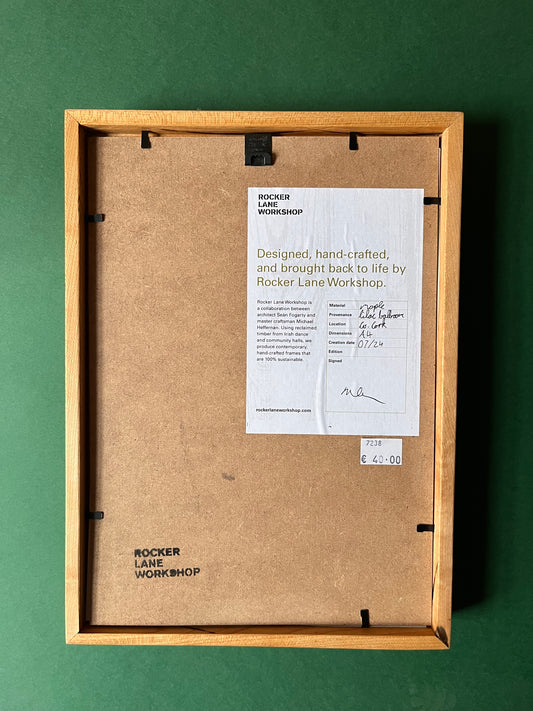 ROCKER
LANE
WORKSHOP
Designed, hand-crafted,
and brought back to life by
Rocker Lane Workshop.
Rocker Lane Workshop is
a collaboration between
architect Seán Fogarty and
master craftsman Michael
Heffernan. Using reclaimed
timber from Irish dance
and community halls, we
produce contemporary,
hand-crafted frames that
are 100% sustainable.
rockerlaneworkshop.com
Material maple
Provenance lilac ballroom
Location Co. Cork
Dimensions A4
Creation date 07/24
Edition
Signed
7238
€ 40.00
ROCKER
LANE
WORKSHOP